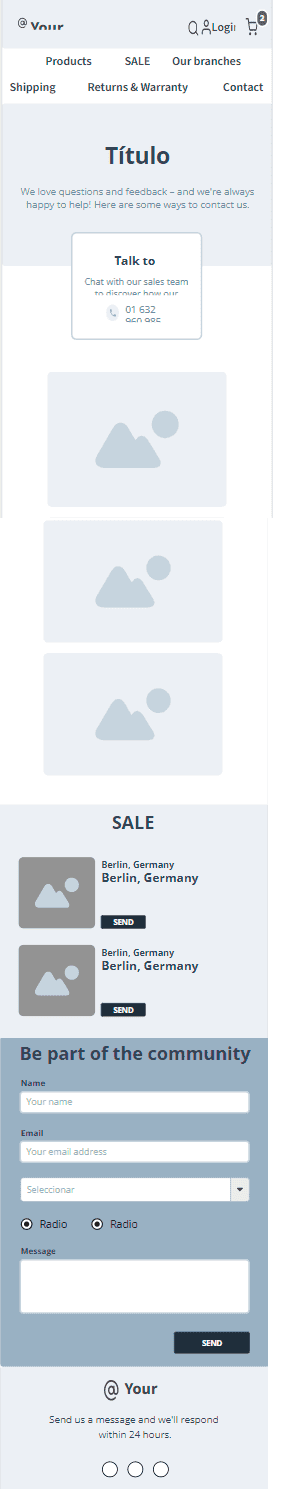 @ Your
Login
2
Products SALE Our branches
Shipping Returns & Warranty Contact
Título
We love questions and feedback – and we're always
happy to help! Here are some ways to contact us.
Talk to
Chat with our sales team
to discover how our
01 632
SALE
Berlin, Germany
Berlin, Germany
SEND
Berlin, Germany
Berlin, Germany
SEND
Be part of the community
Name
Your name
Email
Your email address
Seleccionar
Radio Radio
Message
SEND
@ Your
Send us a message and we'll respond
within 24 hours.